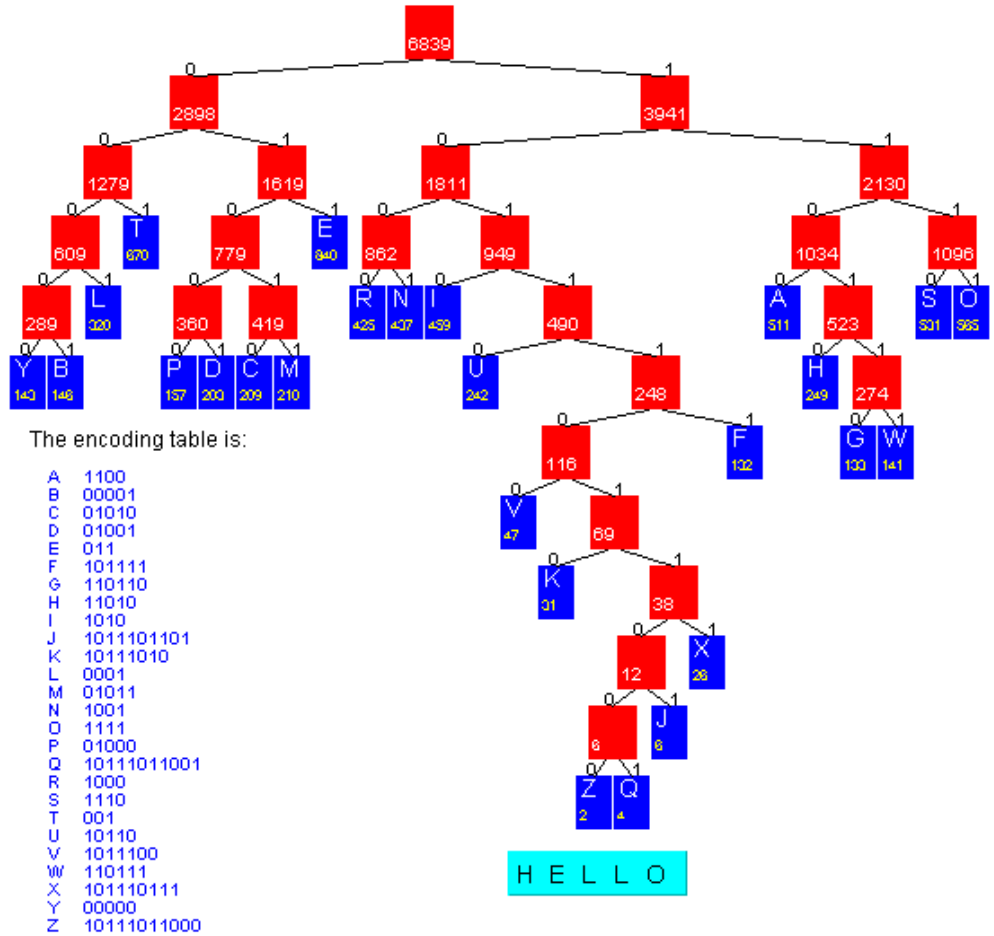 6839
0 1
2898 3941
0 1 0 1
1279 1619 1811 2130
0 1 0 1 0 1 0 1
609 T 670 779 E 840 862 949 1034 1096
0 1 0 1 0 1 0 1 0 1 0 1
289 L 320 360 419 R 425 N 437 I 459 490 A 511 523 S 531 O 565
0 1 0 1 0 1 0 1 0 1
Y 143 B 146 P 157 D 203 C 209 M 210 U 242 248 H 249 274
0 1 0 1
116 F 132 G 133 W 141
0 1
V 47 69
0 1
K 31 38
0 1
12 X 26
0 1
6 J 6
0 1
Z 2 Q 4
The encoding table is:
A 1100
B 00001
C 01010
D 01001
E 011
F 101111
G 110110
H 11010
I 1010
J 1011101101
K 10111010
L 0001
M 01011
N 1001
O 1111
P 01000
Q 10111011001
R 1000
S 1110
T 001
U 10110
V 1011100
W 110111
X 101110111
Y 00000
Z 10111011000
H E L L O